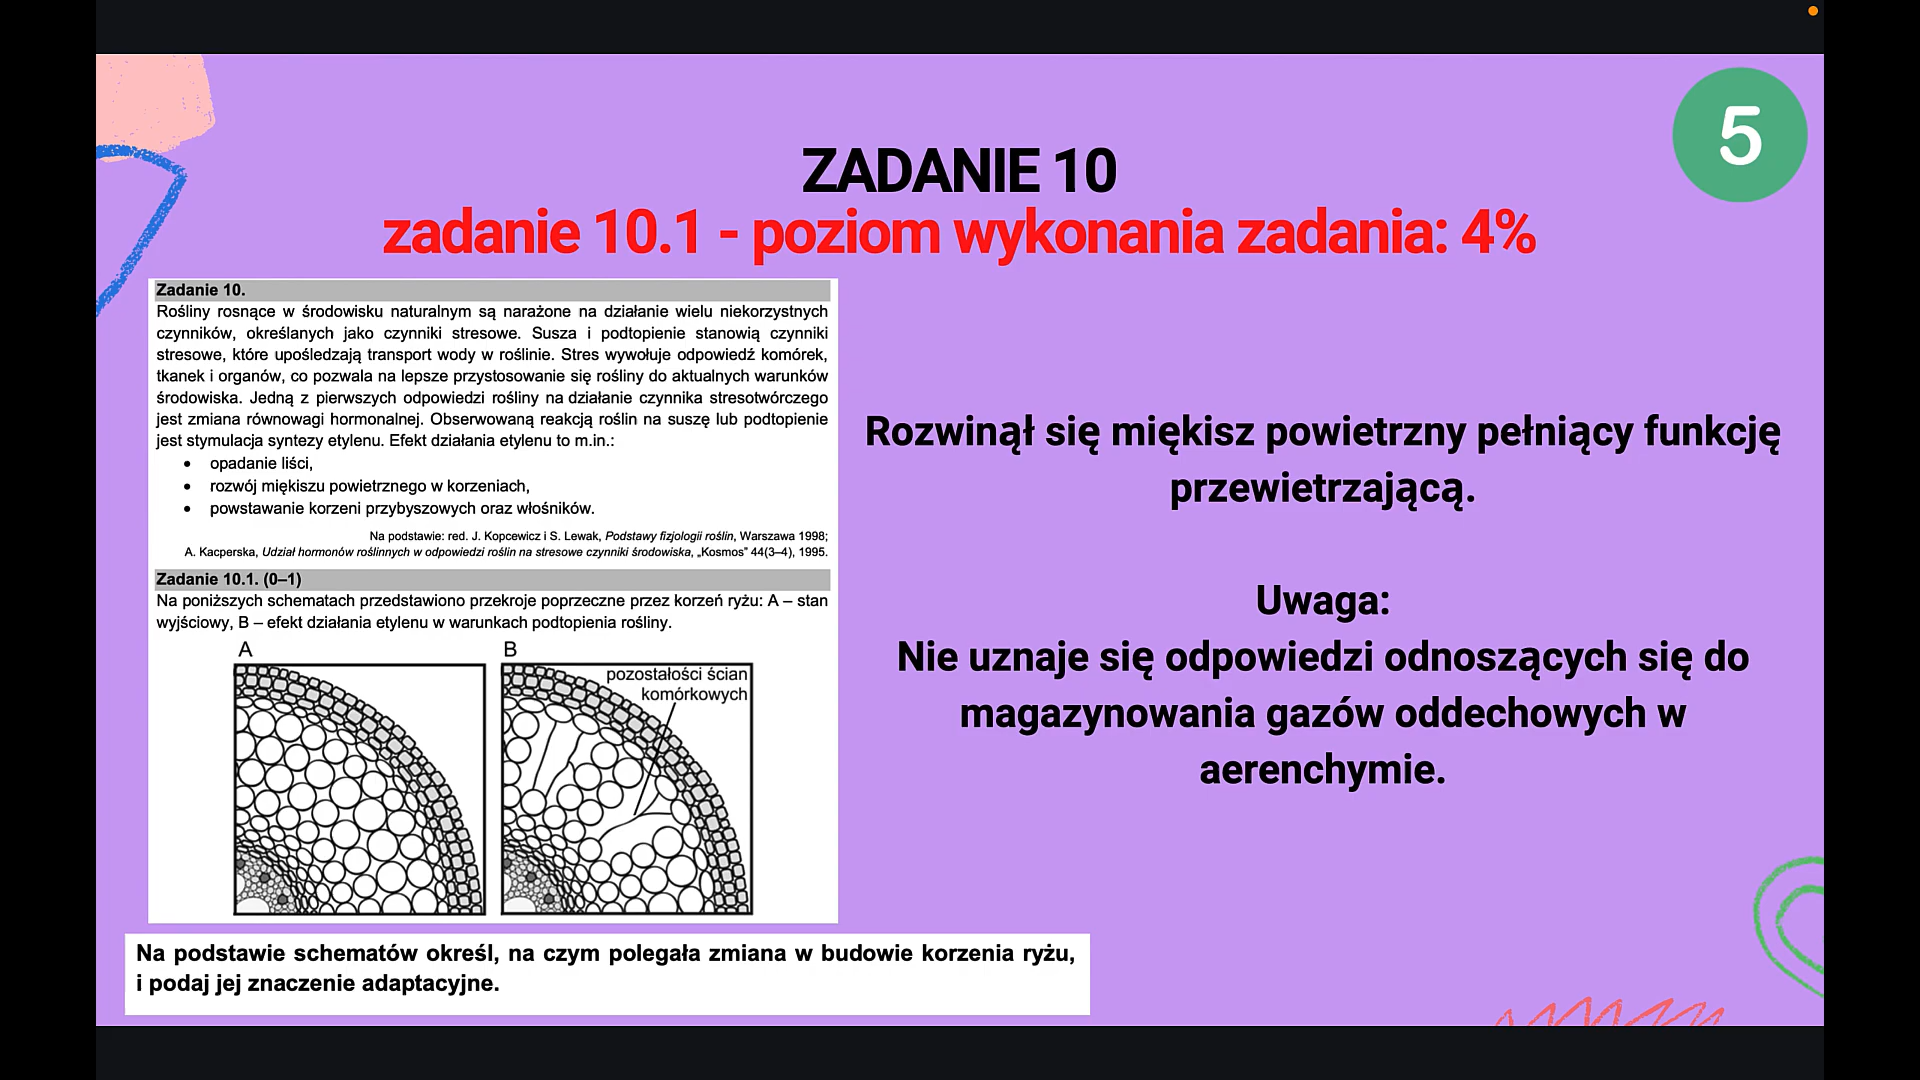 5
ZADANIE 10
zadanie 10.1 - poziom wykonania zadania: 4%
Zadanie 10.
Rośliny rosnące w środowisku naturalnym są narażone na działanie wielu niekorzystnych
czynników, określanych jako czynniki stresowe. Susza i podtopienie stanowią czynniki
stresowe, które upośledzają transport wody w roślinie. Stres wywołuje odpowiedź komórek,
tkanek i organów, co pozwala na lepsze przystosowanie się rośliny do aktualnych warunków
środowiska. Jedną z pierwszych odpowiedzi rośliny na działanie czynnika stresotwórczego
jest zmiana równowagi hormonalnej. Obserwowaną reakcją roślin na suszę lub podtopienie
jest stymulacja syntezy etylenu. Efekt działania etylenu to m.in.:
• opadanie liści,
• rozwój miękiszu powietrznego w korzeniach,
• powstawanie korzeni przybyszowych oraz włośników.
Na podstawie: red. J. Kopcewicz i S. Lewak, Podstawy fizjologii roślin, Warszawa 1998;
A. Kacperska, Udział hormonów roślinnych w odpowiedzi roślin na stresowe czynniki środowiska, „Kosmos” 44(3–4), 1995.
Zadanie 10.1. (0–1)
Na poniższych schematach przedstawiono przekroje poprzeczne przez korzeń ryżu: A – stan
wyjściowy, B – efekt działania etylenu w warunkach podtopienia rośliny.
A
B
pozostałości ścian
komórkowych
Na podstawie schematów określ, na czym polegała zmiana w budowie korzenia ryżu,
i podaj jej znaczenie adaptacyjne.
Rozwinął się miękisz powietrzny pełniący funkcję
przewietrzającą.
Uwaga:
Nie uznaje się odpowiedzi odnoszących się do
magazynowania gazów oddechowych w
aerenchymie.